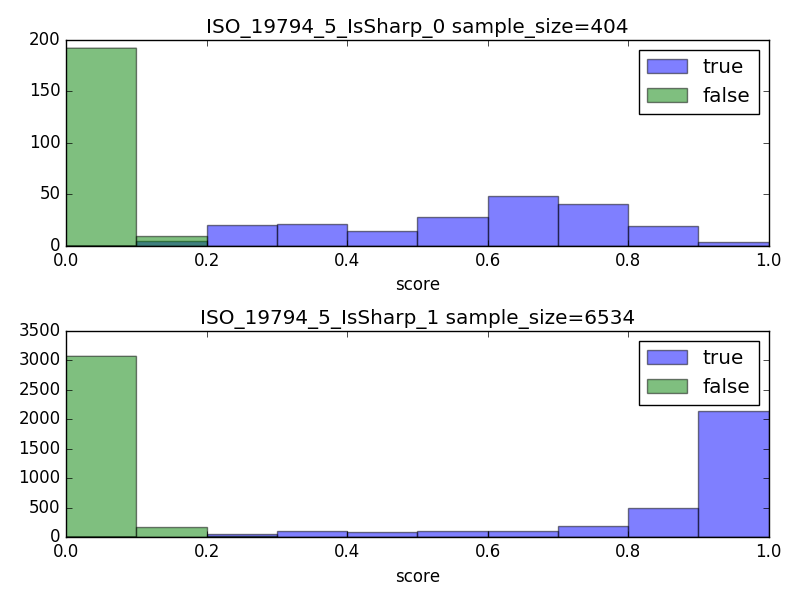 ISO_19794_5_IsSharp_0 sample_size=404
200
150
100
50
0
true
false
0.0 0.2 0.4 0.6 0.8 1.0
score
ISO_19794_5_IsSharp_1 sample_size=6534
3500
3000
2500
2000
1500
1000
500
0
true
false
0.0 0.2 0.4 0.6 0.8 1.0
score